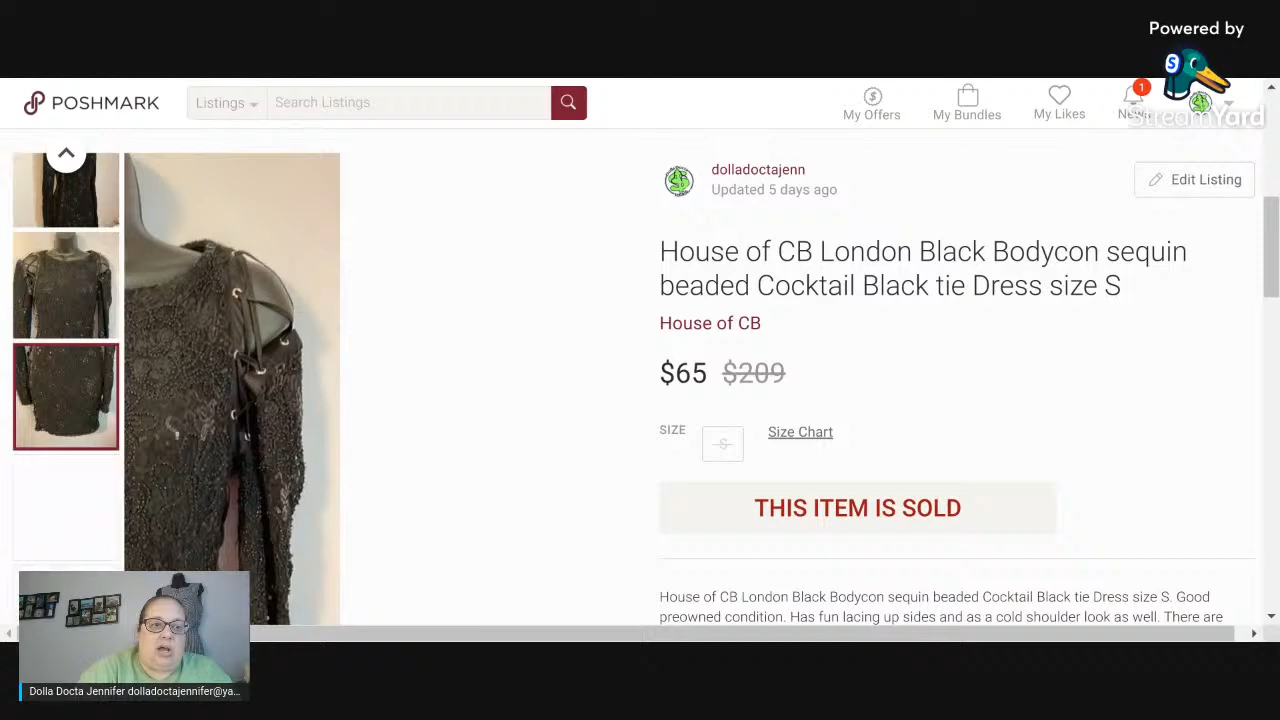 Powered by
StreamYard
POSHMARK
Listings
Search Listings
My Offers
My Bundles
My Likes
1
dolladoctajenn
Updated 5 days ago
Edit Listing
House of CB London Black Bodycon sequin
beaded Cocktail Black tie Dress size S
House of CB
$65 $209
SIZE
S
Size Chart
THIS ITEM IS SOLD
House of CB London Black Bodycon sequin beaded Cocktail Black tie Dress size S. Good
preowned condition. Has fun lacing up sides and as a cold shoulder look as well. There are
Dolla Docta Jennifer dolladoctajennifer@ya...